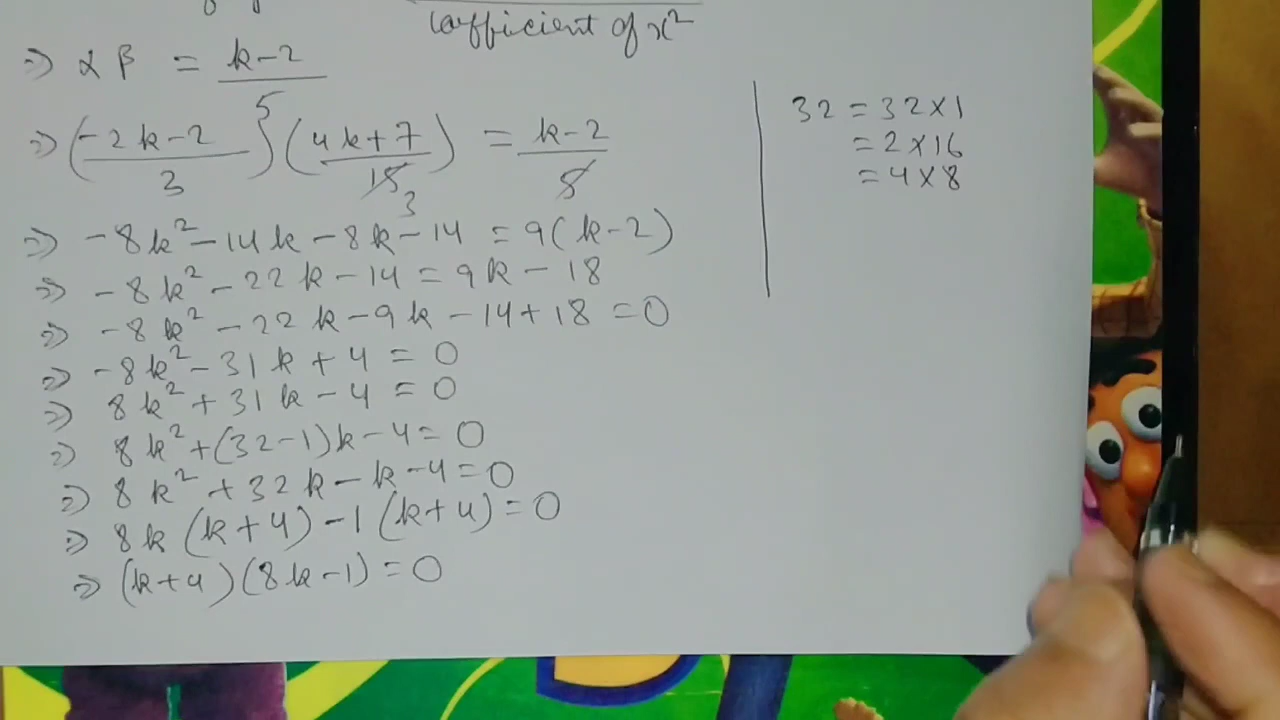 coefficient of x²
⇒ αβ = (k-2)/5
⇒ ((-2k-2)/3) ((4k+7)/15 3) = (k-2)/5
⇒ -8k² - 14k - 8k - 14 = 9(k-2)
⇒ -8k² - 22k - 14 = 9k - 18
⇒ -8k² - 22k - 9k - 14 + 18 = 0
⇒ -8k² - 31k + 4 = 0
⇒ 8k² + 31k - 4 = 0
⇒ 8k² + (32-1)k - 4 = 0
⇒ 8k² + 32k - k - 4 = 0
⇒ 8k (k+4) - 1 (k+4) = 0
⇒ (k+4) (8k-1) = 0
32 = 32 × 1
= 2 × 16
= 4 × 8